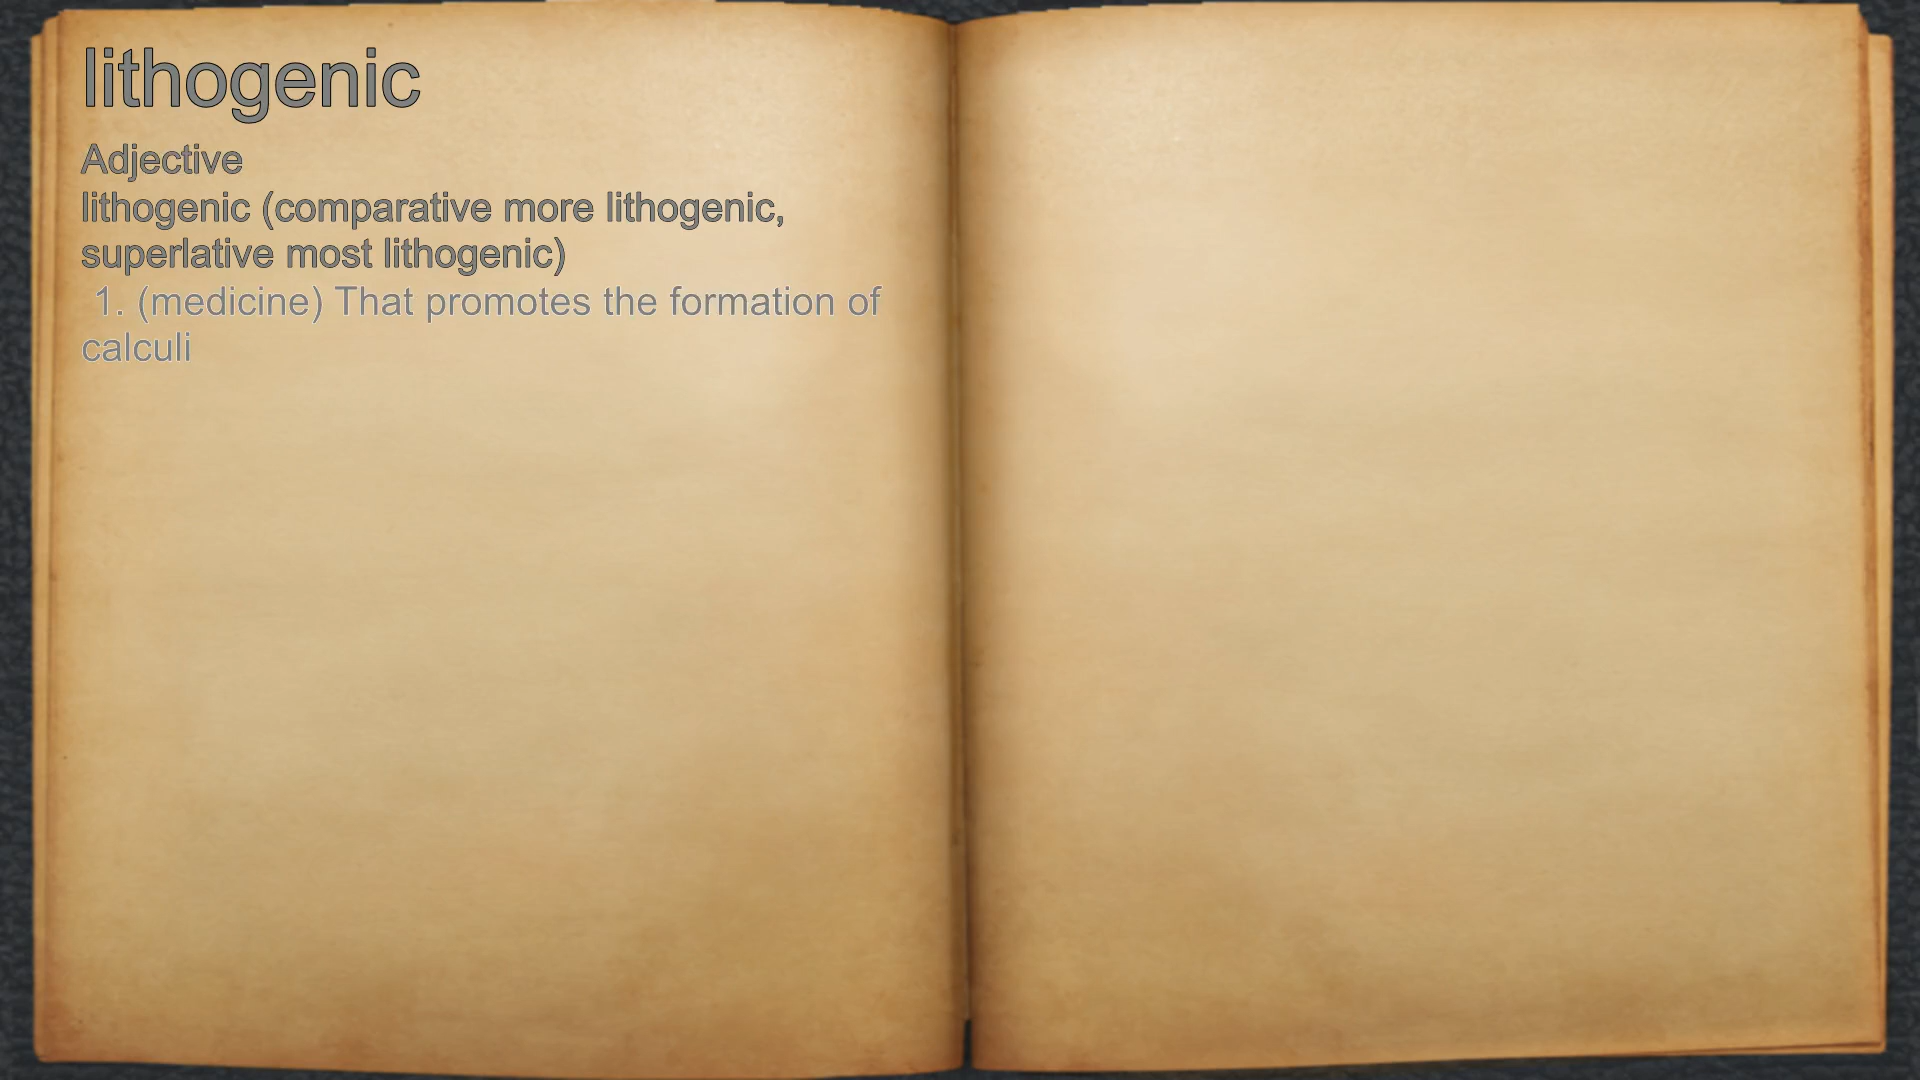 lithogenic
Adjective
lithogenic (comparative more lithogenic,
superlative most lithogenic)
1. (medicine) That promotes the formation of
calculi